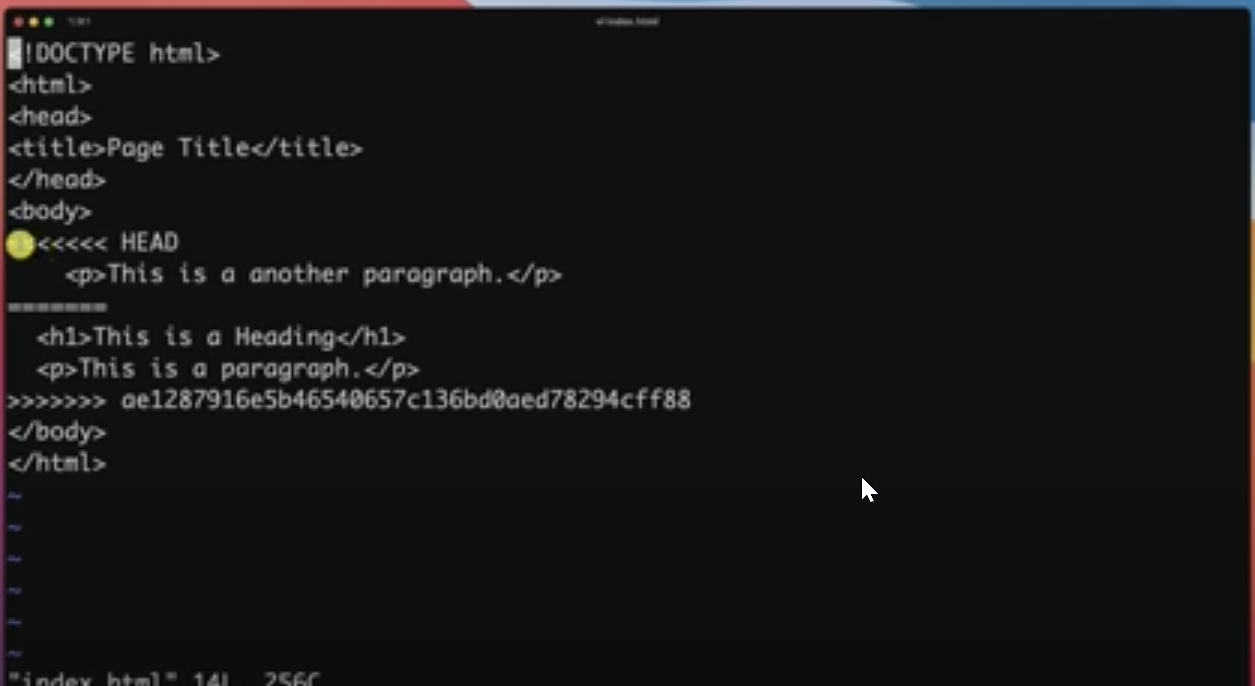 <!DOCTYPE html>
<html>
<head>
<title>Page Title</title>
</head>
<body>
<<<<< HEAD
<p>This is a another paragraph.</p>
=======
<h1>This is a Heading</h1>
<p>This is a paragraph.</p>
>>>>>>> ae1287916e5b46540657c136bd0aed78294cff88
</body>
</html>
~
~
~
~
~
~
"index.html" 14L, 256C